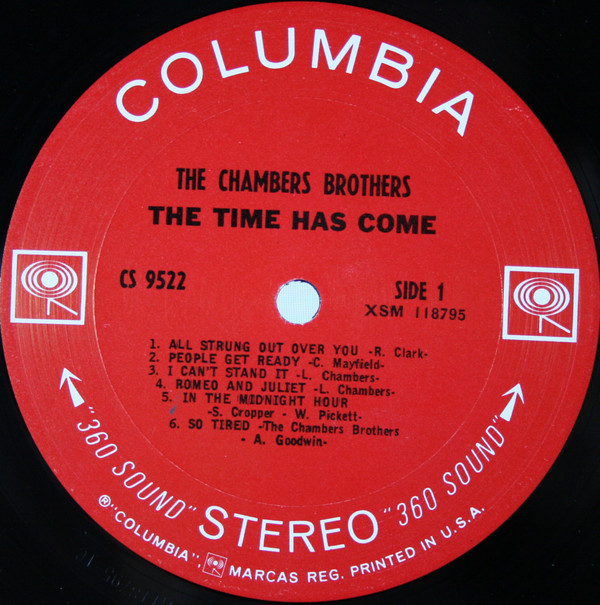 COLUMBIA
THE CHAMBERS BROTHERS
THE TIME HAS COME
CS 9522
SIDE 1
XSM 118795
1. ALL STRUNG OUT OVER YOU -R. Clark-
2. PEOPLE GET READY -C. Mayfield-
3. I CAN'T STAND IT -L. Chambers-
4. ROMEO AND JULIET -L. Chambers-
5. IN THE MIDNIGHT HOUR
-S. Cropper - W. Pickett-
6. SO TIRED -The Chambers Brothers
- A. Goodwin-
"360 SOUND" STEREO "360 SOUND"
®"COLUMBIA", MARCAS REG. PRINTED IN U.S.A.